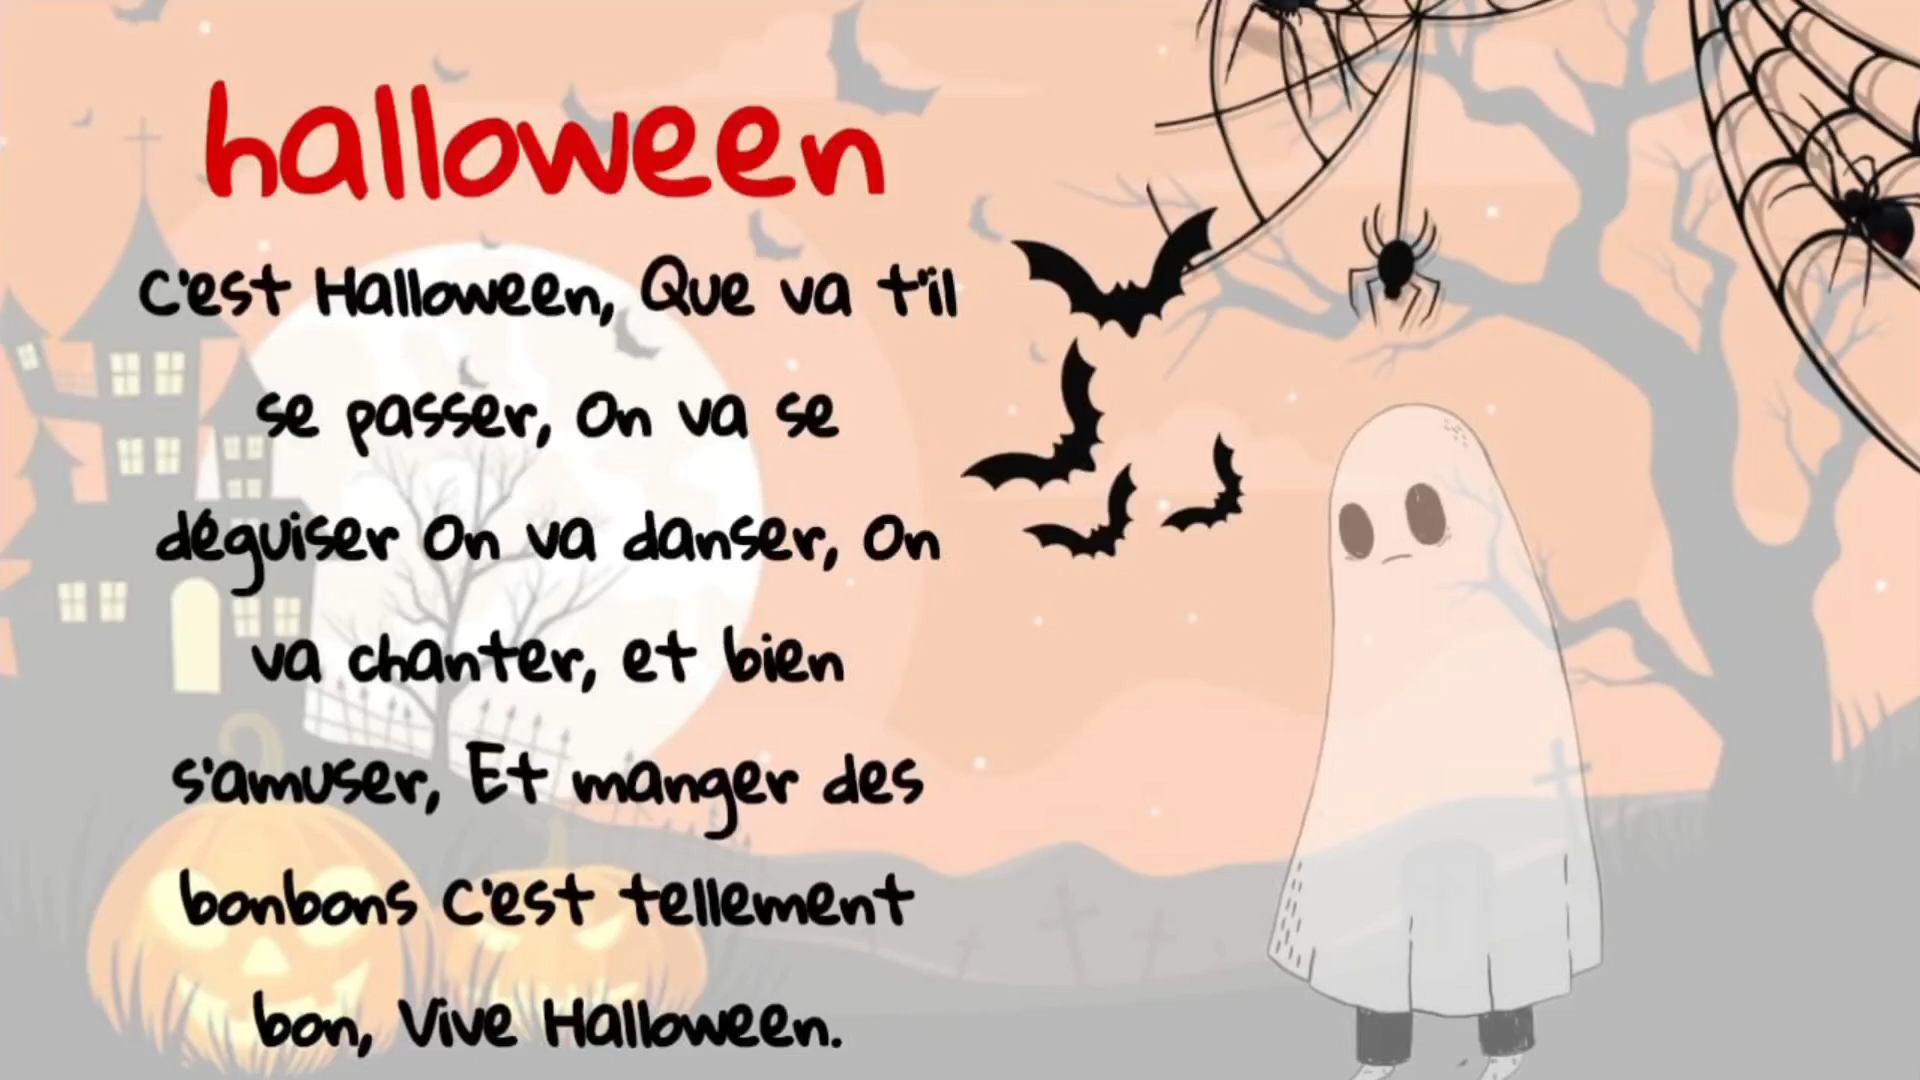 halloween
C'est Halloween, Que va t'il
se passer, On va se
déguiser On va danser, On
va chanter, et bien
s'amuser, Et manger des
bonbons C'est tellement
bon, Vive Halloween.